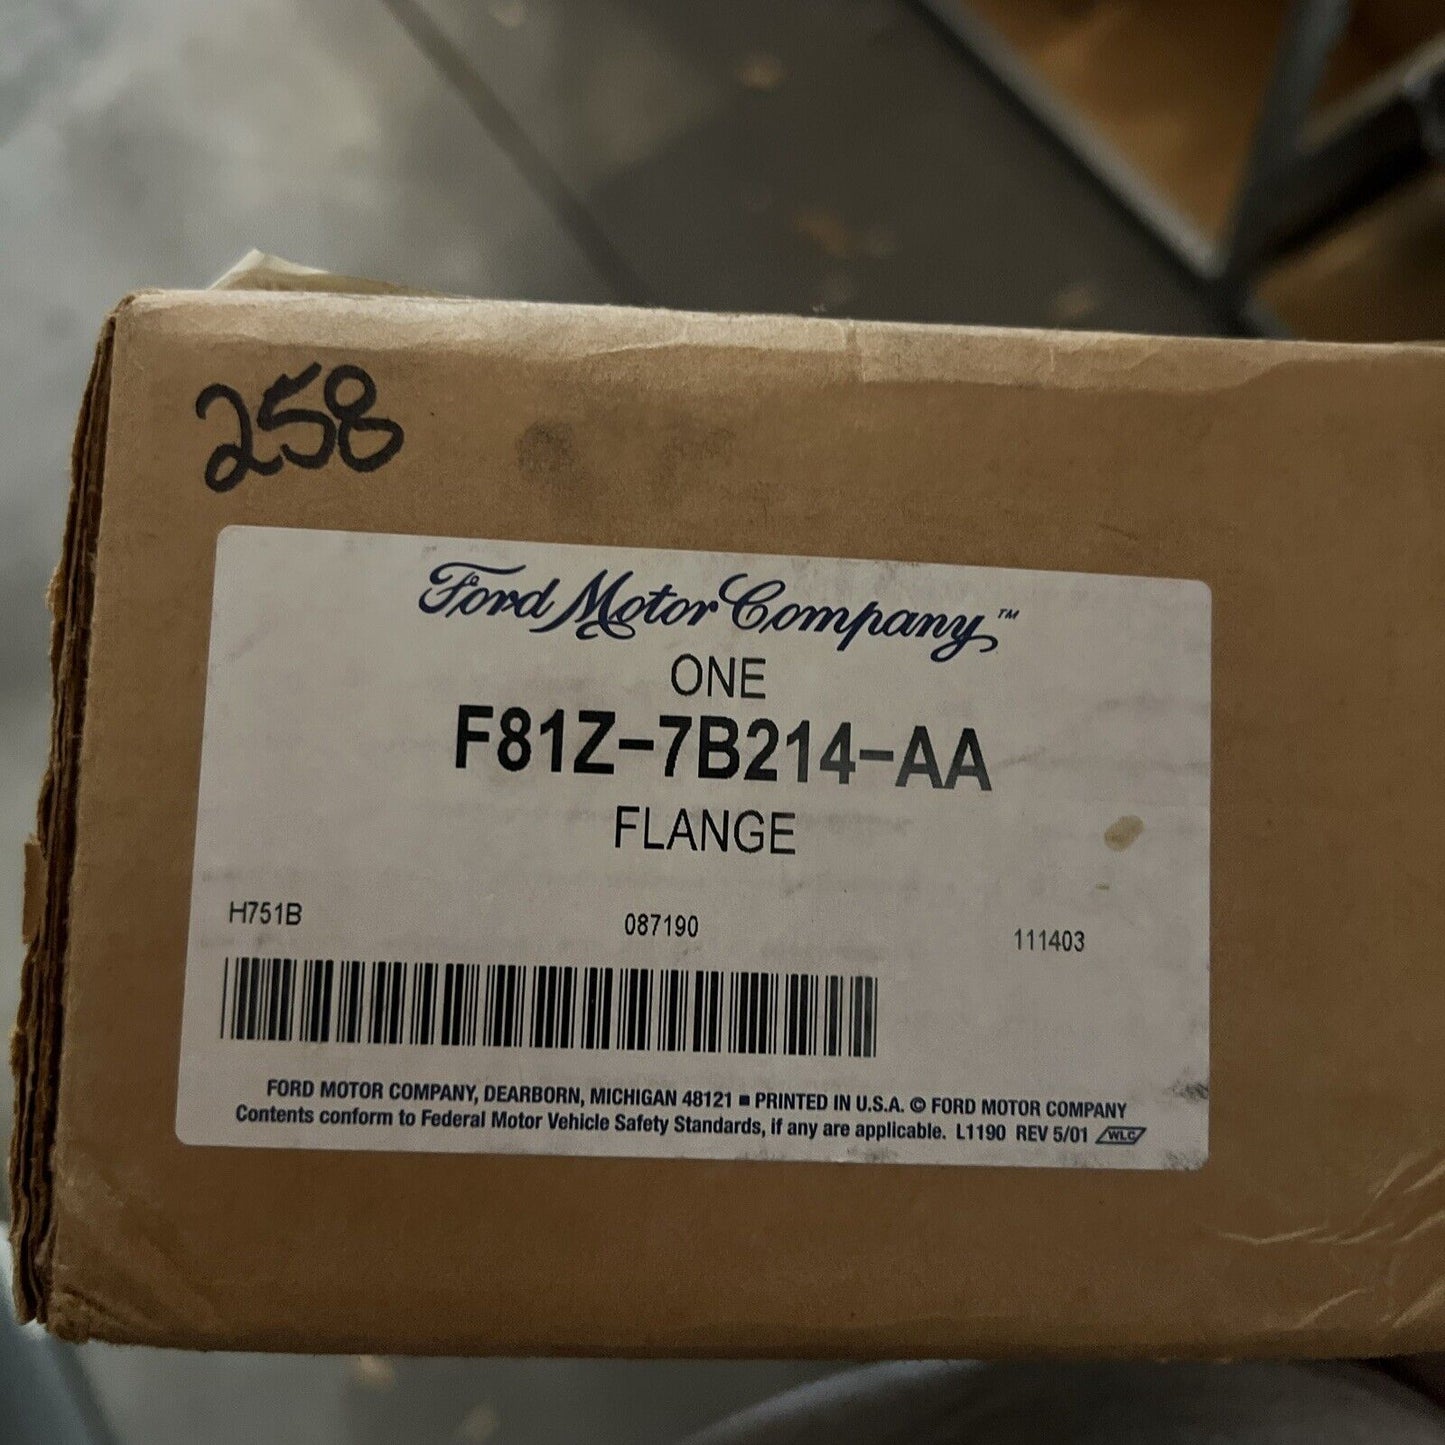 258
Ford Motor Company™
ONE
F81Z-7B214-AA
FLANGE
H751B 087190 111403
FORD MOTOR COMPANY, DEARBORN, MICHIGAN 48121 ■ PRINTED IN U.S.A. © FORD MOTOR COMPANY
Contents conform to Federal Motor Vehicle Safety Standards, if any are applicable. L1190 REV 5/01 WLC